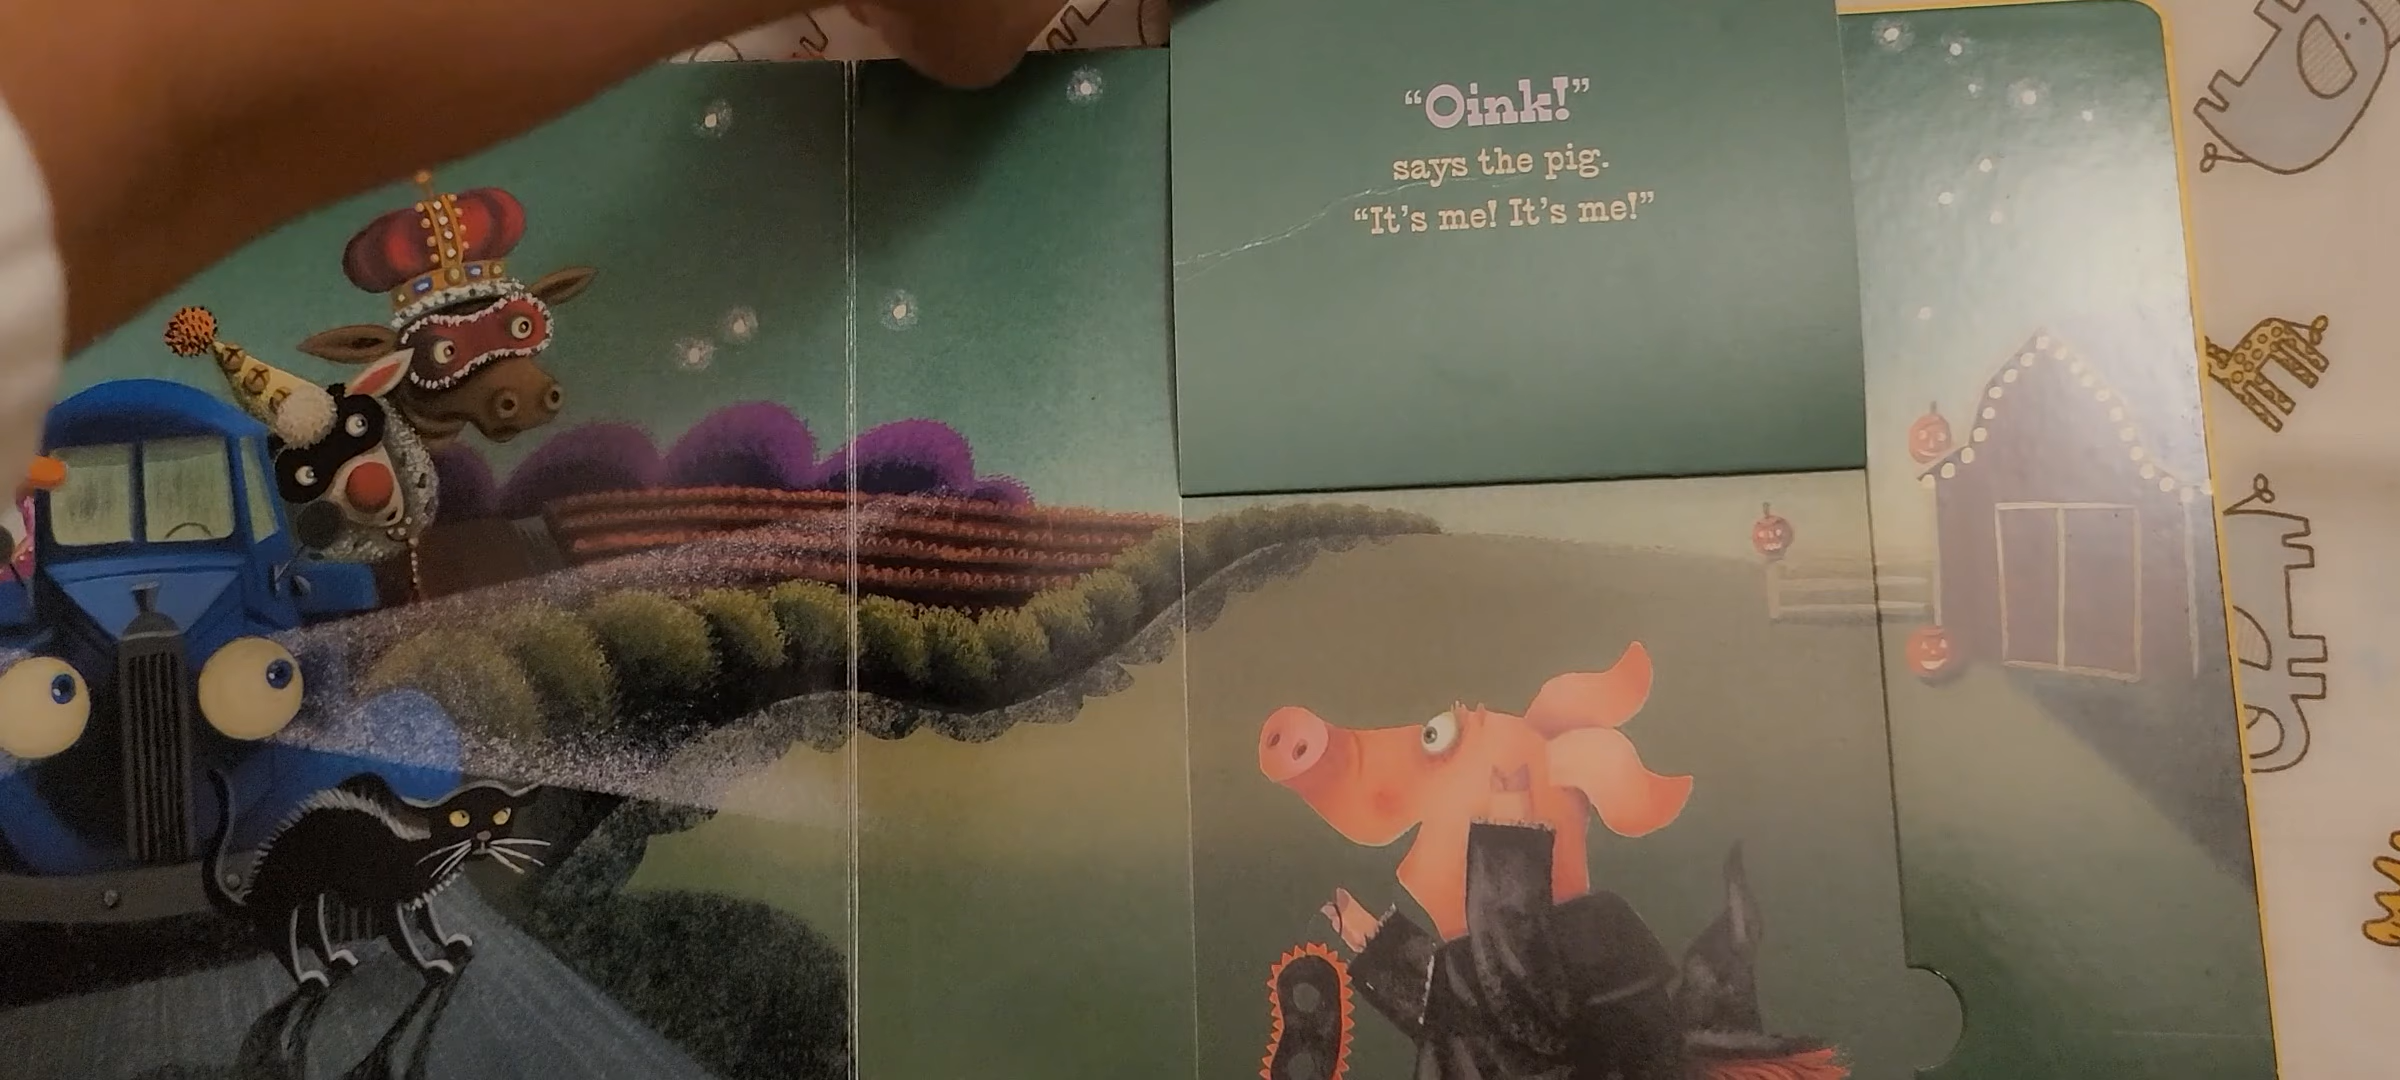 “Oink!”
says the pig.
“It’s me! It’s me!”